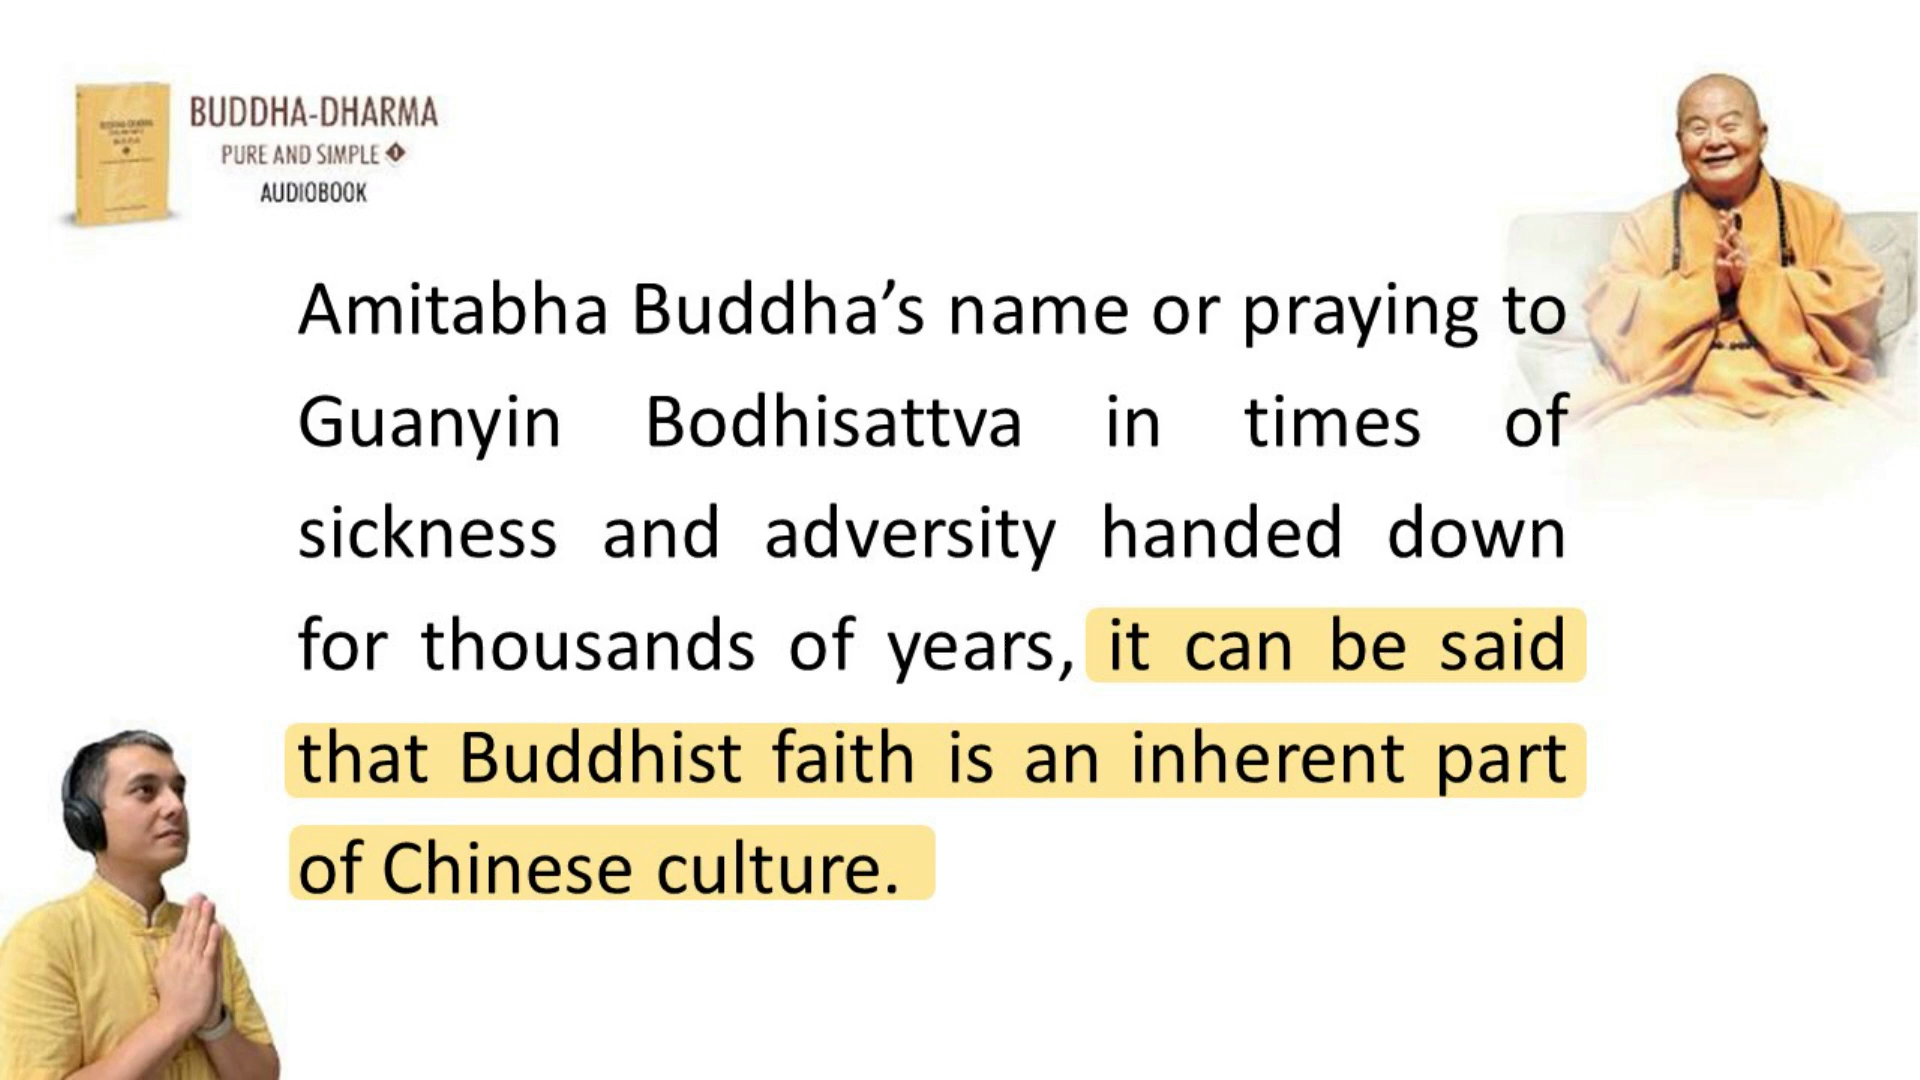 BUDDHA-DHARMA
PURE AND SIMPLE 1
AUDIOBOOK
Amitabha Buddha’s name or praying to
Guanyin Bodhisattva in times of
sickness and adversity handed down
for thousands of years, it can be said
that Buddhist faith is an inherent part
of Chinese culture.